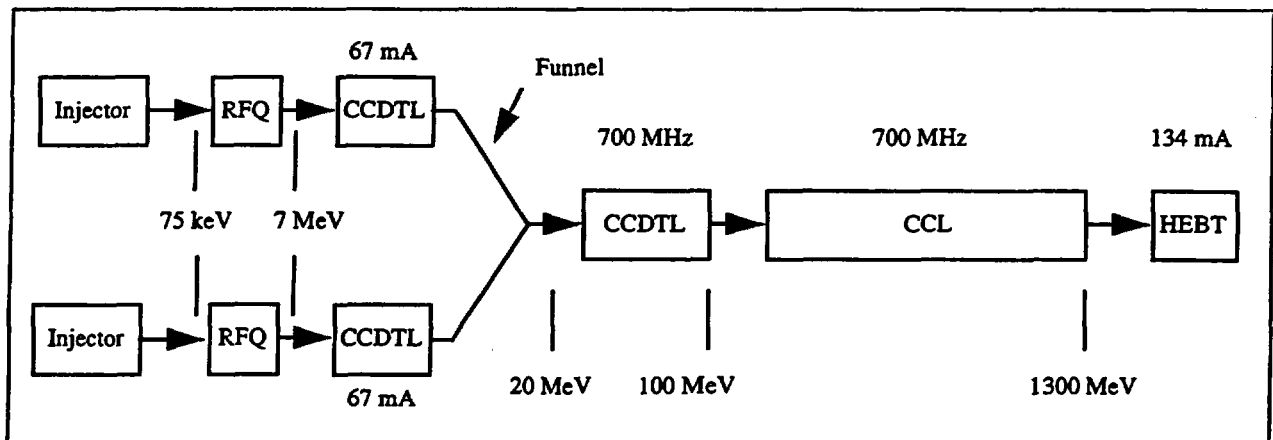 67 mA
Funnel
Injector
RFQ
CCDTL
700 MHz
700 MHz
134 mA
75 keV
7 MeV
CCDTL
CCL
HEBT
Injector
RFQ
CCDTL
67 mA
20 MeV
100 MeV
1300 MeV